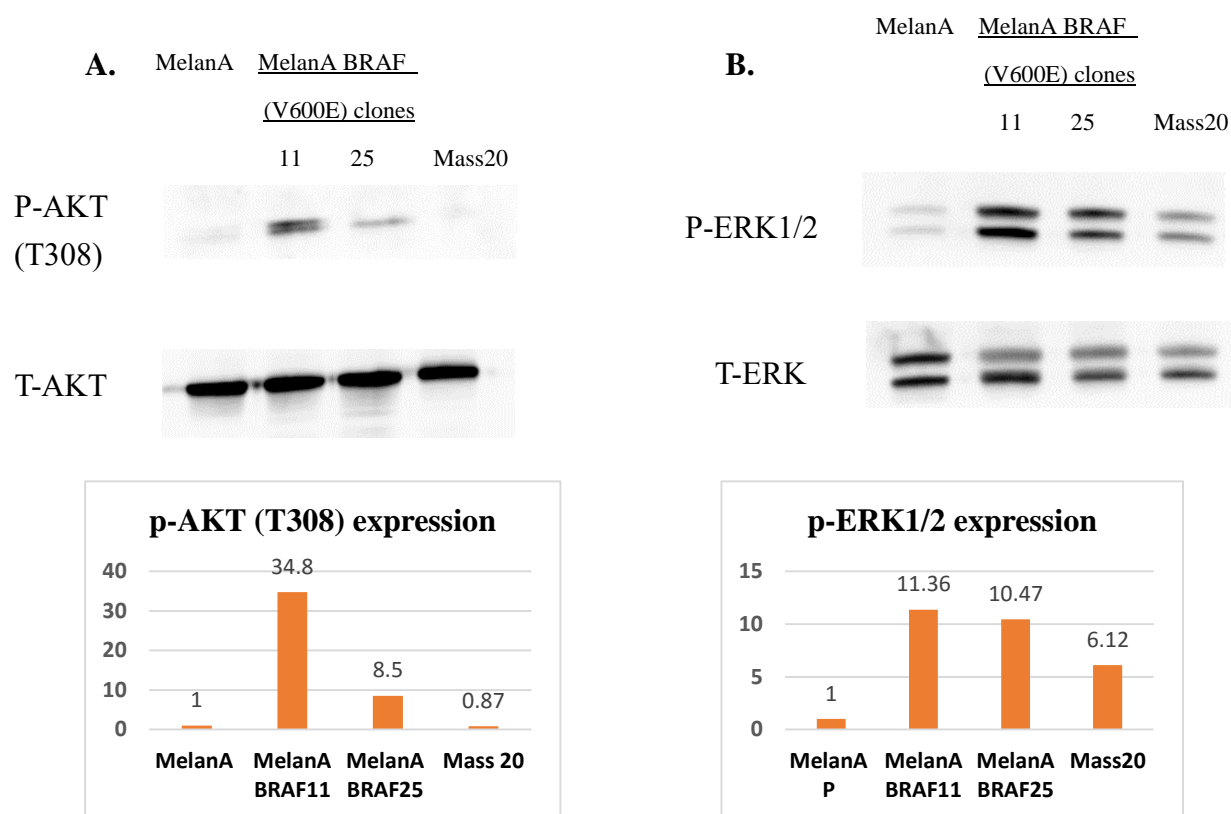 A. MelanA MelanA BRAF
(V600E) clones
11 25 Mass20
P-AKT
(T308)
T-AKT
p-AKT (T308) expression
40
30
20
10
0
1
34.8
8.5
0.87
MelanA MelanA BRAF11 MelanA BRAF25 Mass 20
B. MelanA MelanA BRAF
(V600E) clones
11 25 Mass20
P-ERK1/2
T-ERK
p-ERK1/2 expression
15
10
5
0
1
11.36
10.47
6.12
MelanA P MelanA BRAF11 MelanA BRAF25 Mass20